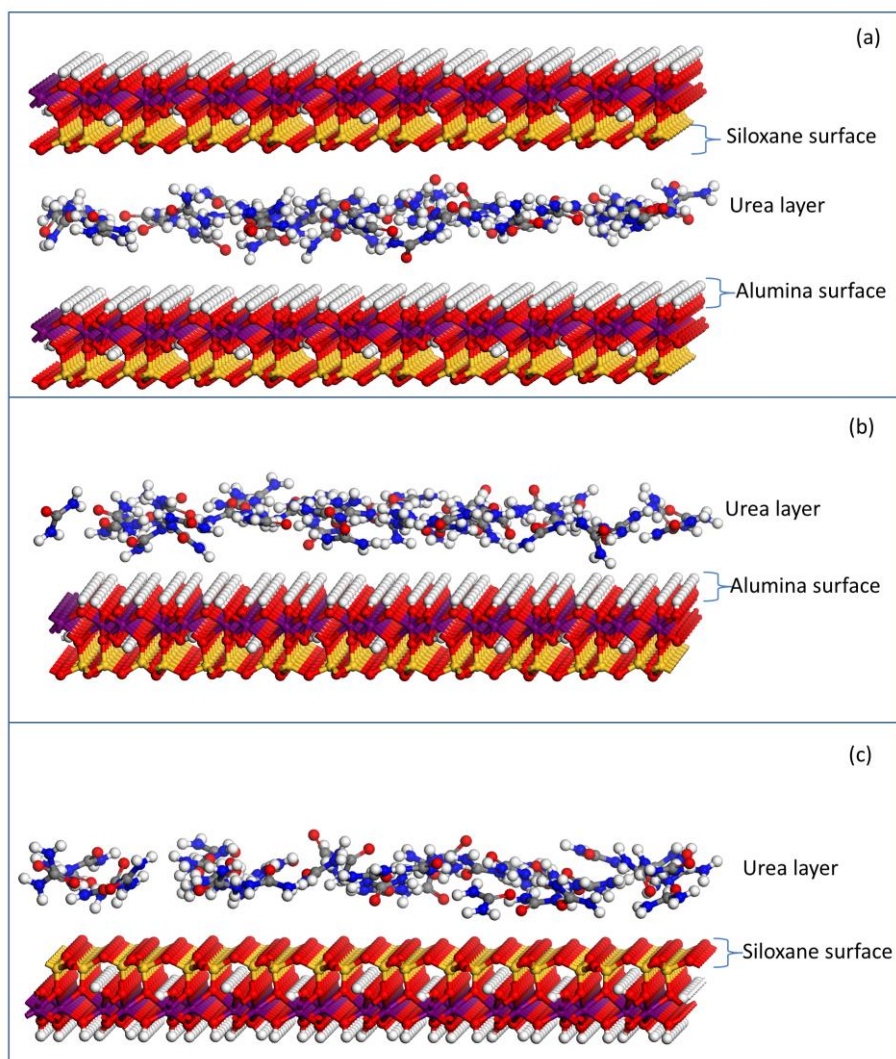 (a)
Siloxane surface
Urea layer
Alumina surface
(b)
Urea layer
Alumina surface
(c)
Urea layer
Siloxane surface